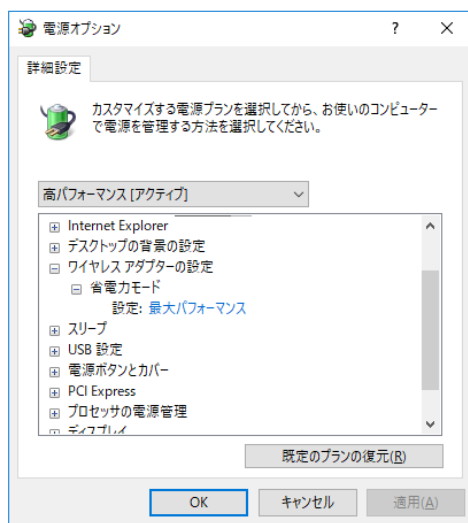 電源オプション
詳細設定
カスタマイズする電源プランを選択してから、お使いのコンピューター
で電源を管理する方法を選択してください。
高パフォーマンス [アクティブ]
Internet Explorer
デスクトップの背景の設定
ワイヤレス アダプターの設定
省電力モード
設定: 最大パフォーマンス
スリープ
USB 設定
電源ボタンとカバー
PCI Express
プロセッサの電源管理
ディスプレイ
既定のプランの復元(R)
OK
キャンセル
適用(A)